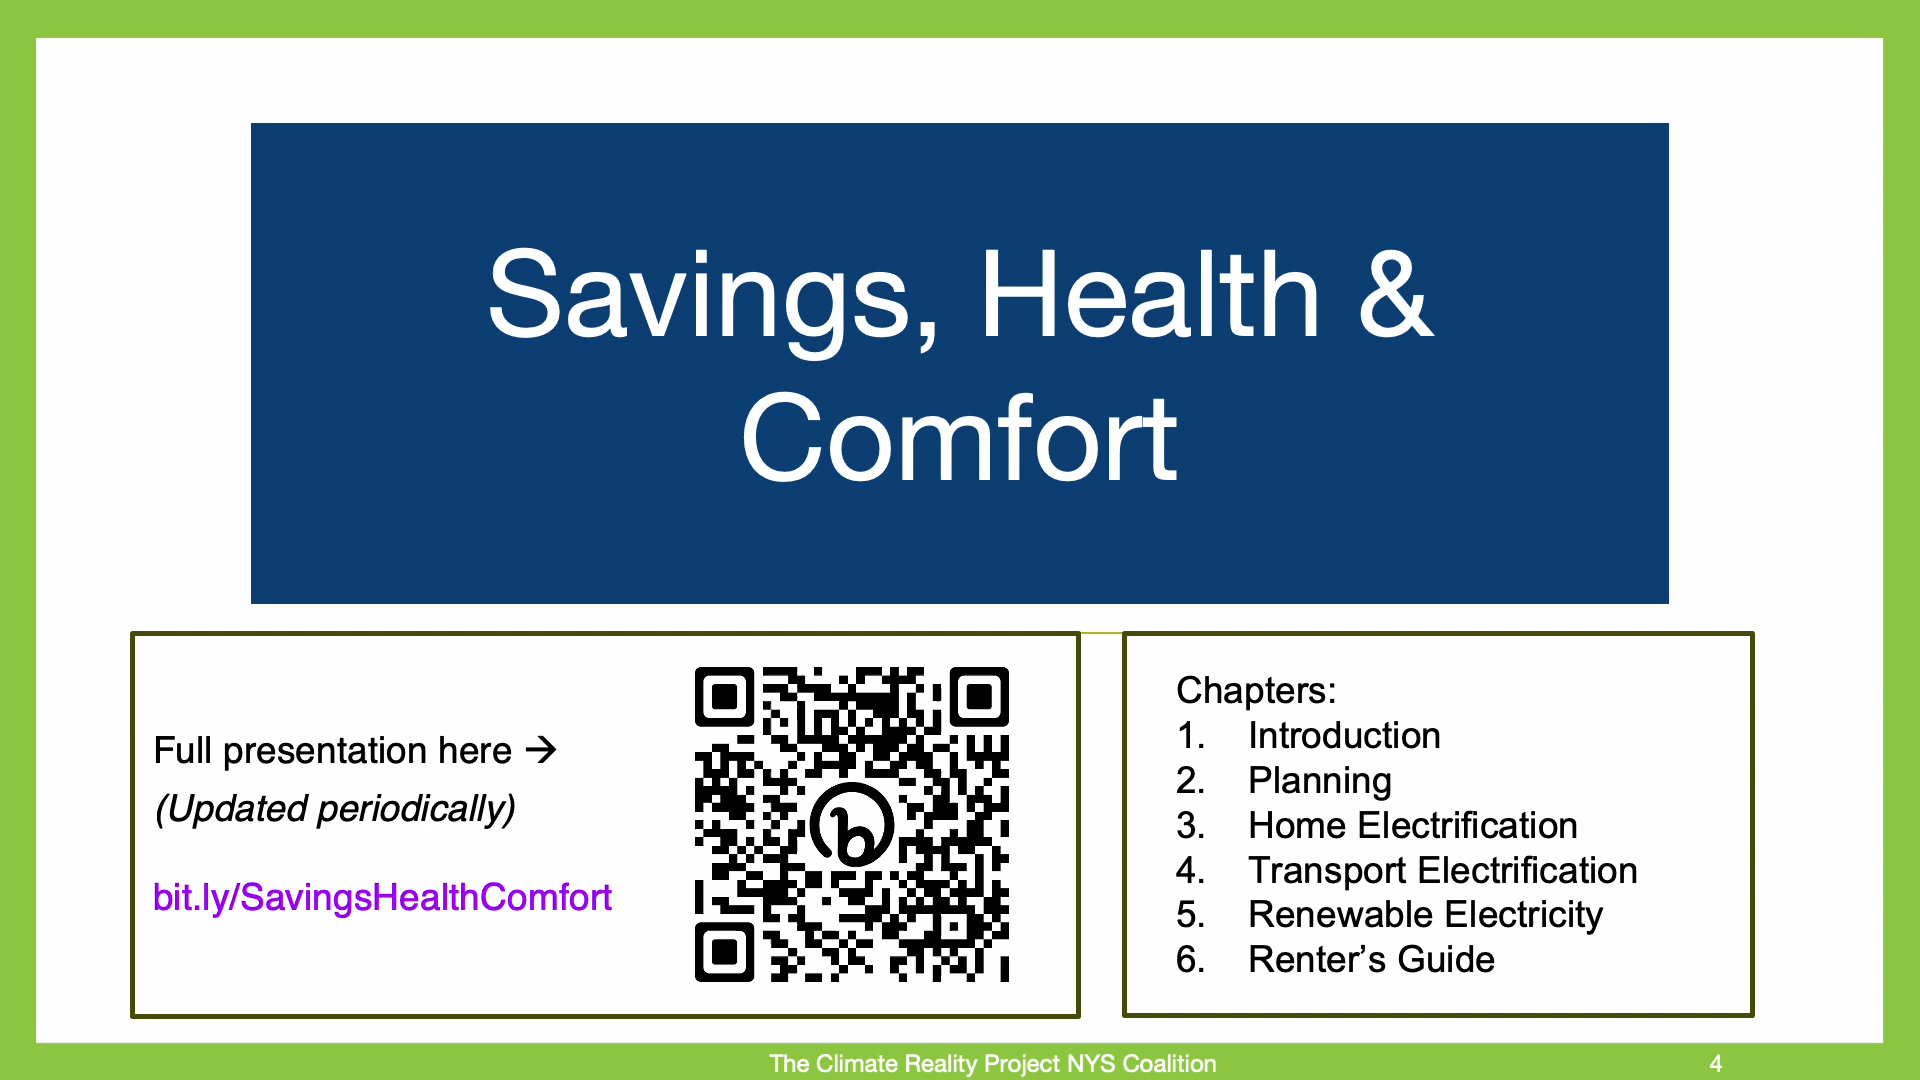 Savings, Health &
Comfort
Full presentation here →
(Updated periodically)
bit.ly/SavingsHealthComfort
Chapters:
1. Introduction
2. Planning
3. Home Electrification
4. Transport Electrification
5. Renewable Electricity
6. Renter’s Guide
The Climate Reality Project NYS Coalition
4